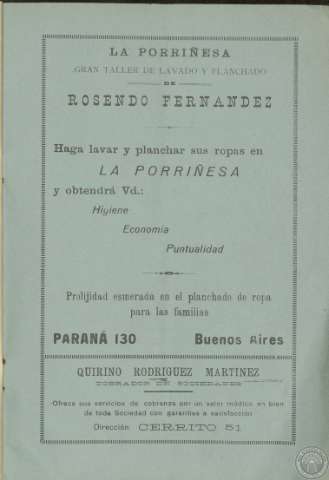 LA PORRIÑESA
GRAN TALLER DE LAVADO Y PLANCHADO
DE
ROSENDO FERNANDEZ
Haga lavar y planchar sus ropas en
LA PORRIÑESA
y obtendrá Vd.:
Higiene
Economia
Puntualidad
Prolijidad esmerada en el planchado de ropa
para las familias
PARANÁ 130 Buenos Aires
QUIRINO RODRIGUEZ MARTINEZ
COBRADOR DE SOCIEDADES
Ofrece sus servicios de cobranza por un valor módico en bien
de toda Sociedad con garantías a satisfacción
Dirección CERRITO 51